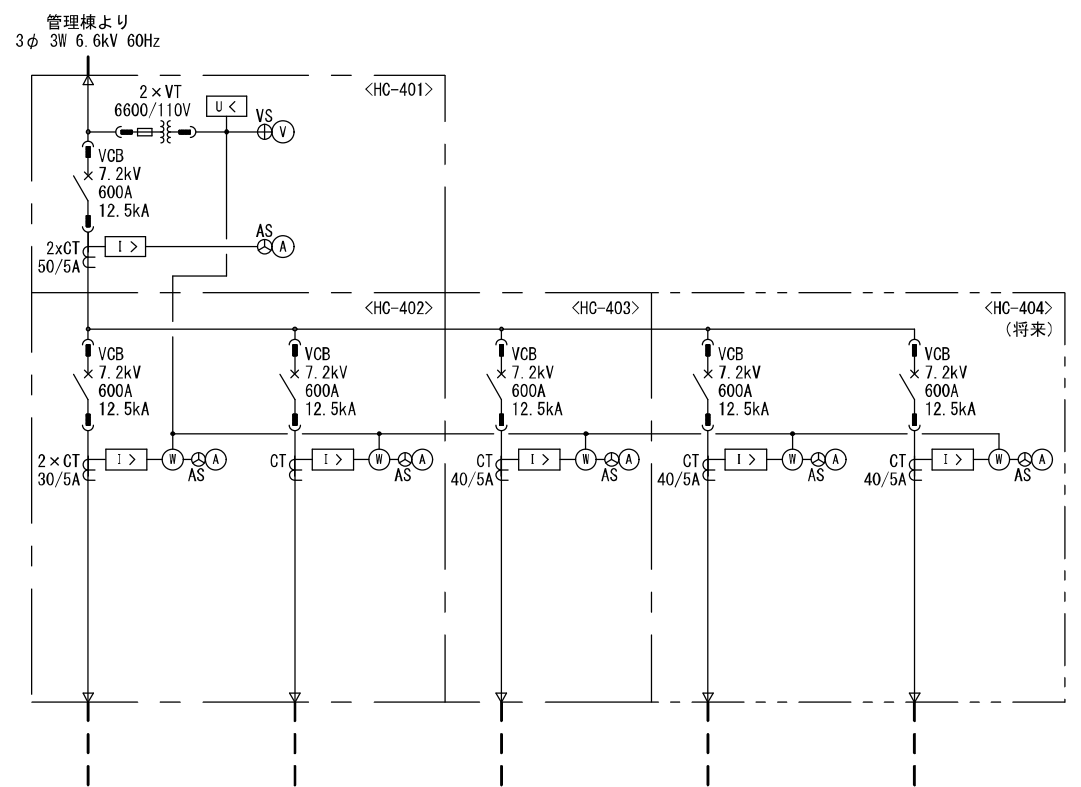 管理棟より
3φ 3W 6.6kV 60Hz
<HC-401>
2×VT
6600/110V
U<
VS
V
VCB
7.2kV
600A
12.5kA
AS
2xCT
50/5A
I >
A
<HC-402>
<HC-403>
<HC-404>
(将来)
VCB
7.2kV
600A
12.5kA
VCB
7.2kV
600A
12.5kA
VCB
7.2kV
600A
12.5kA
VCB
7.2kV
600A
12.5kA
VCB
7.2kV
600A
12.5kA
2×CT
30/5A
I >
W
A
AS
CT
I >
W
A
AS
CT
40/5A
I >
W
A
AS
CT
40/5A
I >
W
A
AS
CT
40/5A
I >
W
A
AS